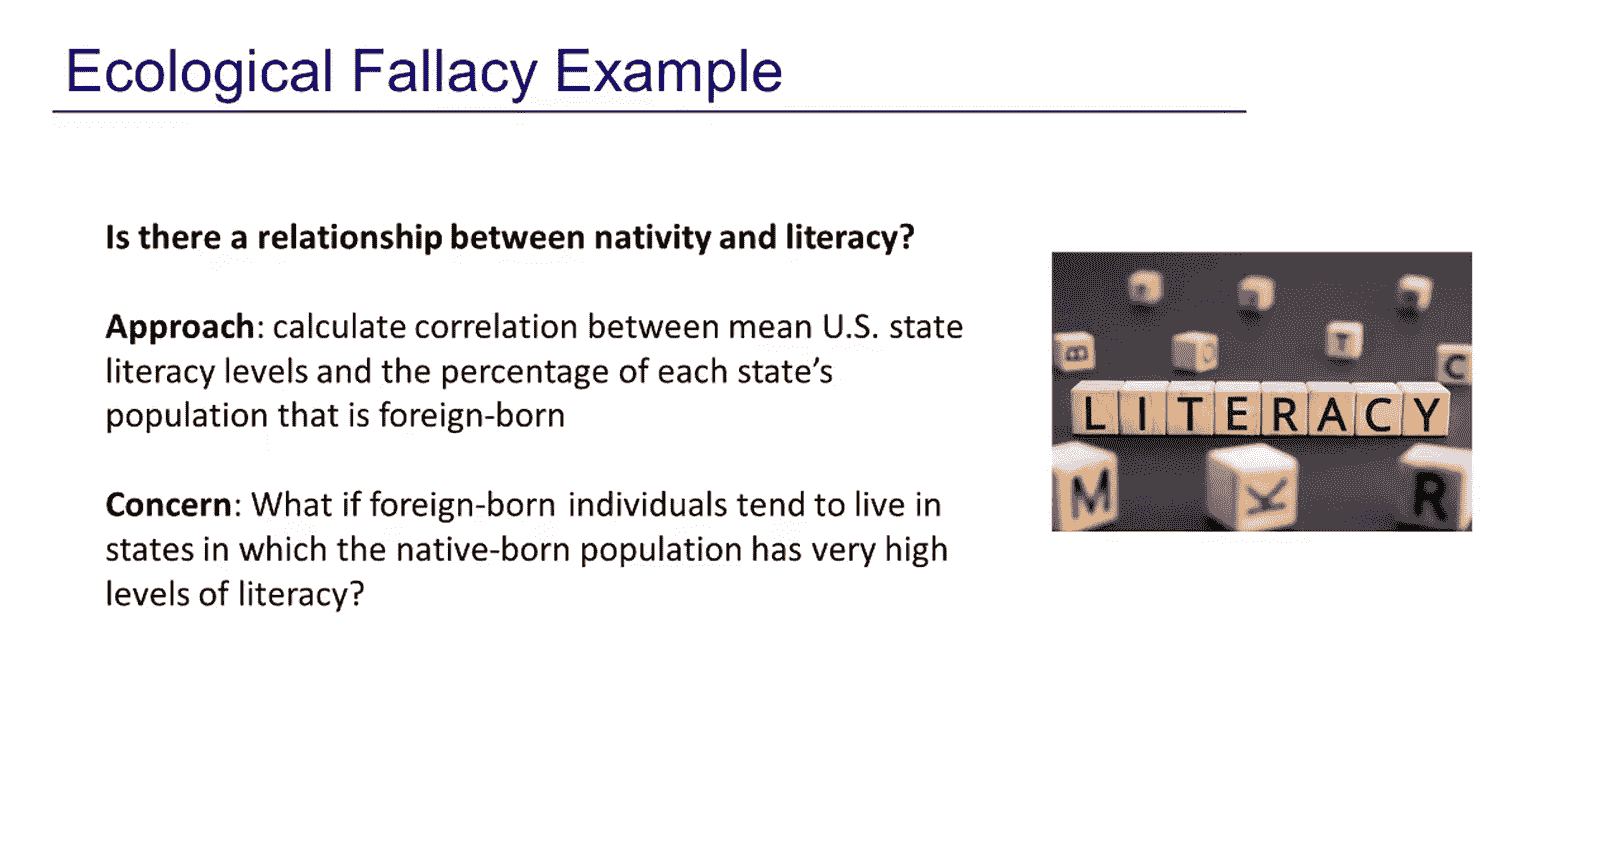 Ecological Fallacy Example
Is there a relationship between nativity and literacy?
Approach: calculate correlation between mean U.S. state
literacy levels and the percentage of each state's
population that is foreign-born
Concern: What if foreign-born individuals tend to live in
states in which the native-born population has very high
levels of literacy?
T
B
T
C
LITERACY
M
K
R